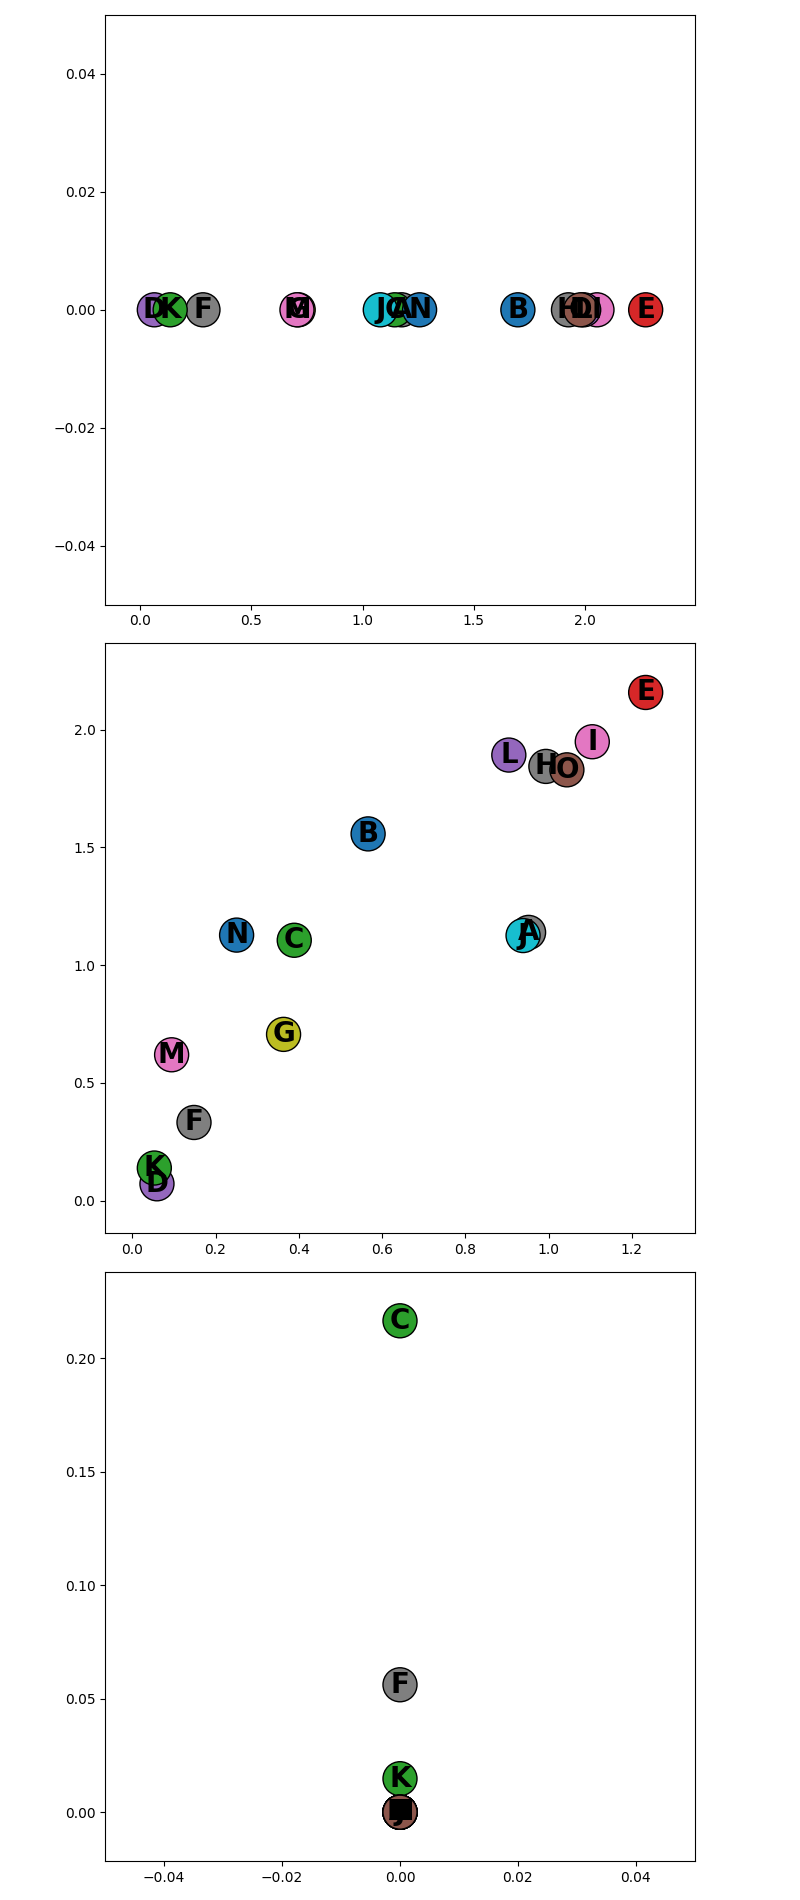 0.04
0.02
D K F M J C A N B H L I E
0.00
−0.02
−0.04
0.0 0.5 1.0 1.5 2.0
E
2.0 I
L H O
B
1.5
N C A J
1.0
G
M
0.5
F
K
D
0.0
0.0 0.2 0.4 0.6 0.8 1.0 1.2
C
0.20
0.15
0.10
F
0.05
K
0.00
−0.04 −0.02 0.00 0.02 0.04